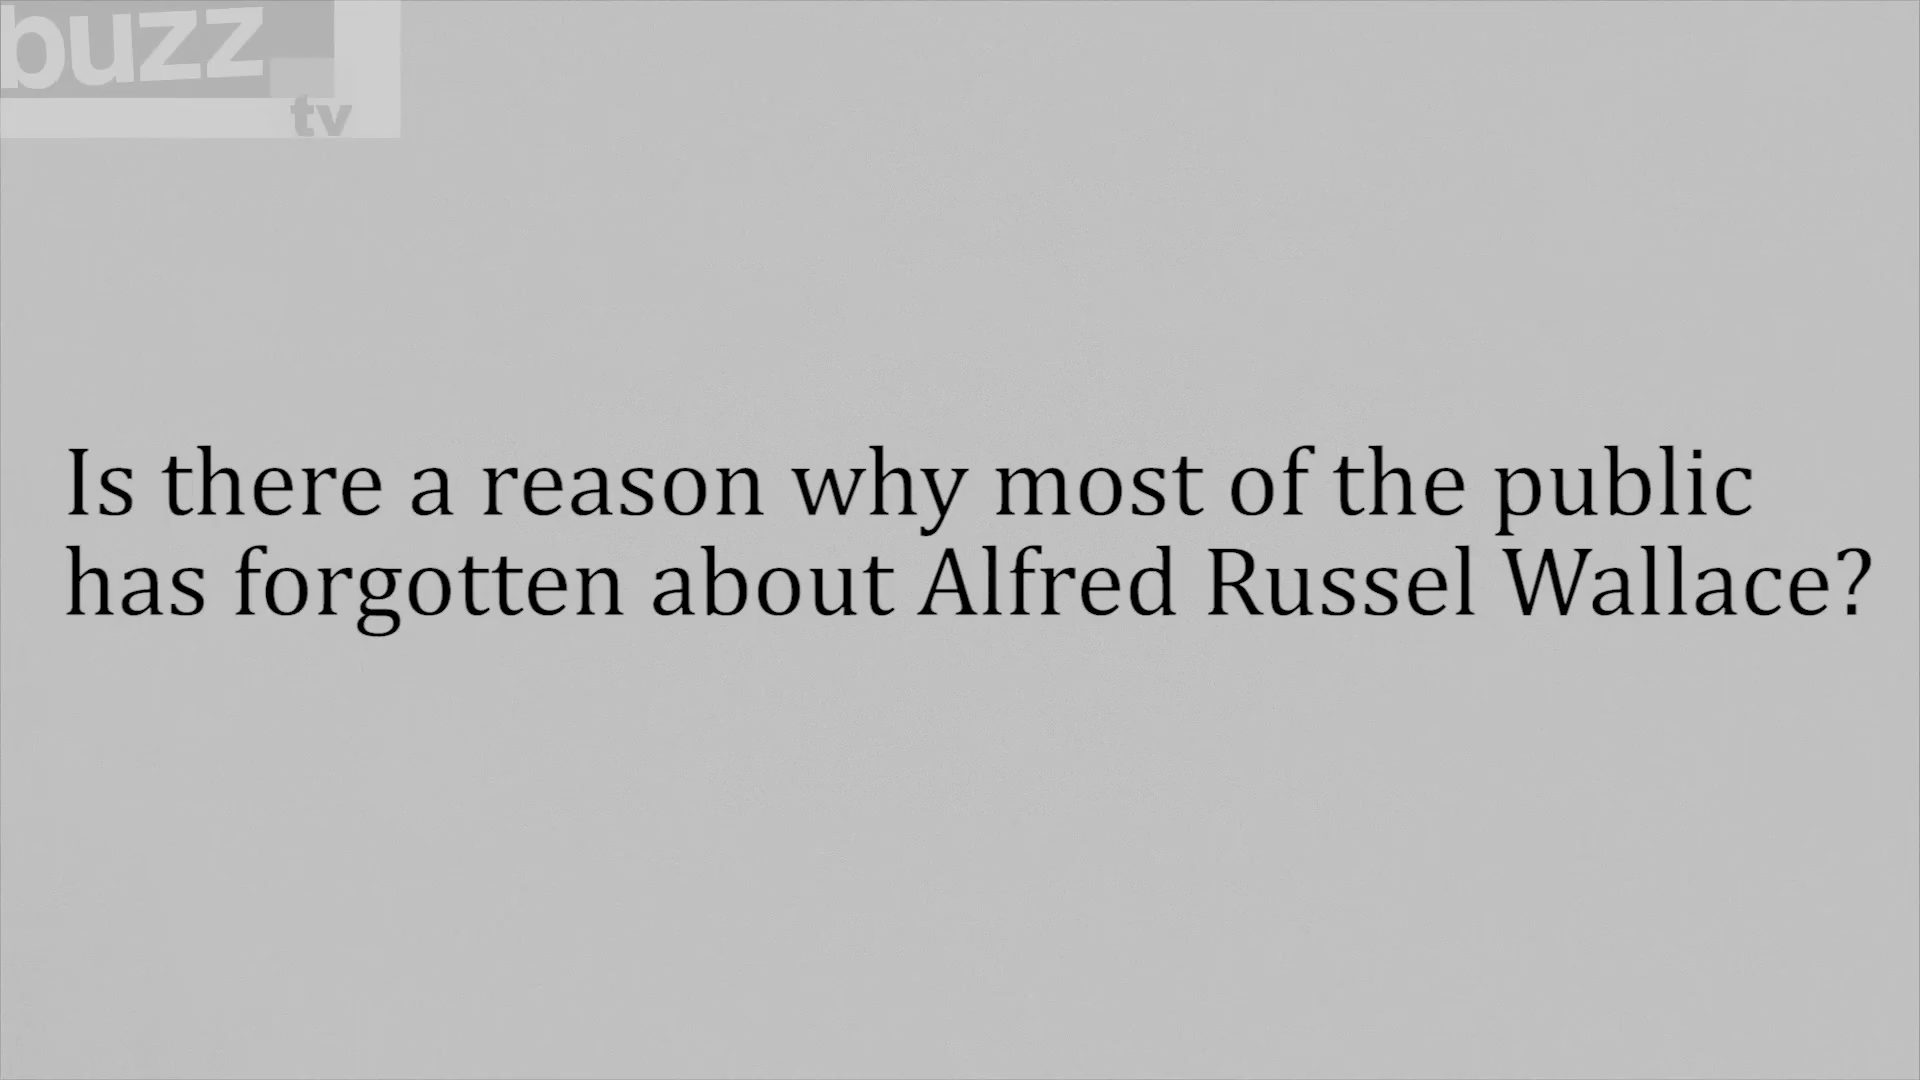 buzz
tv
Is there a reason why most of the public
has forgotten about Alfred Russel Wallace?